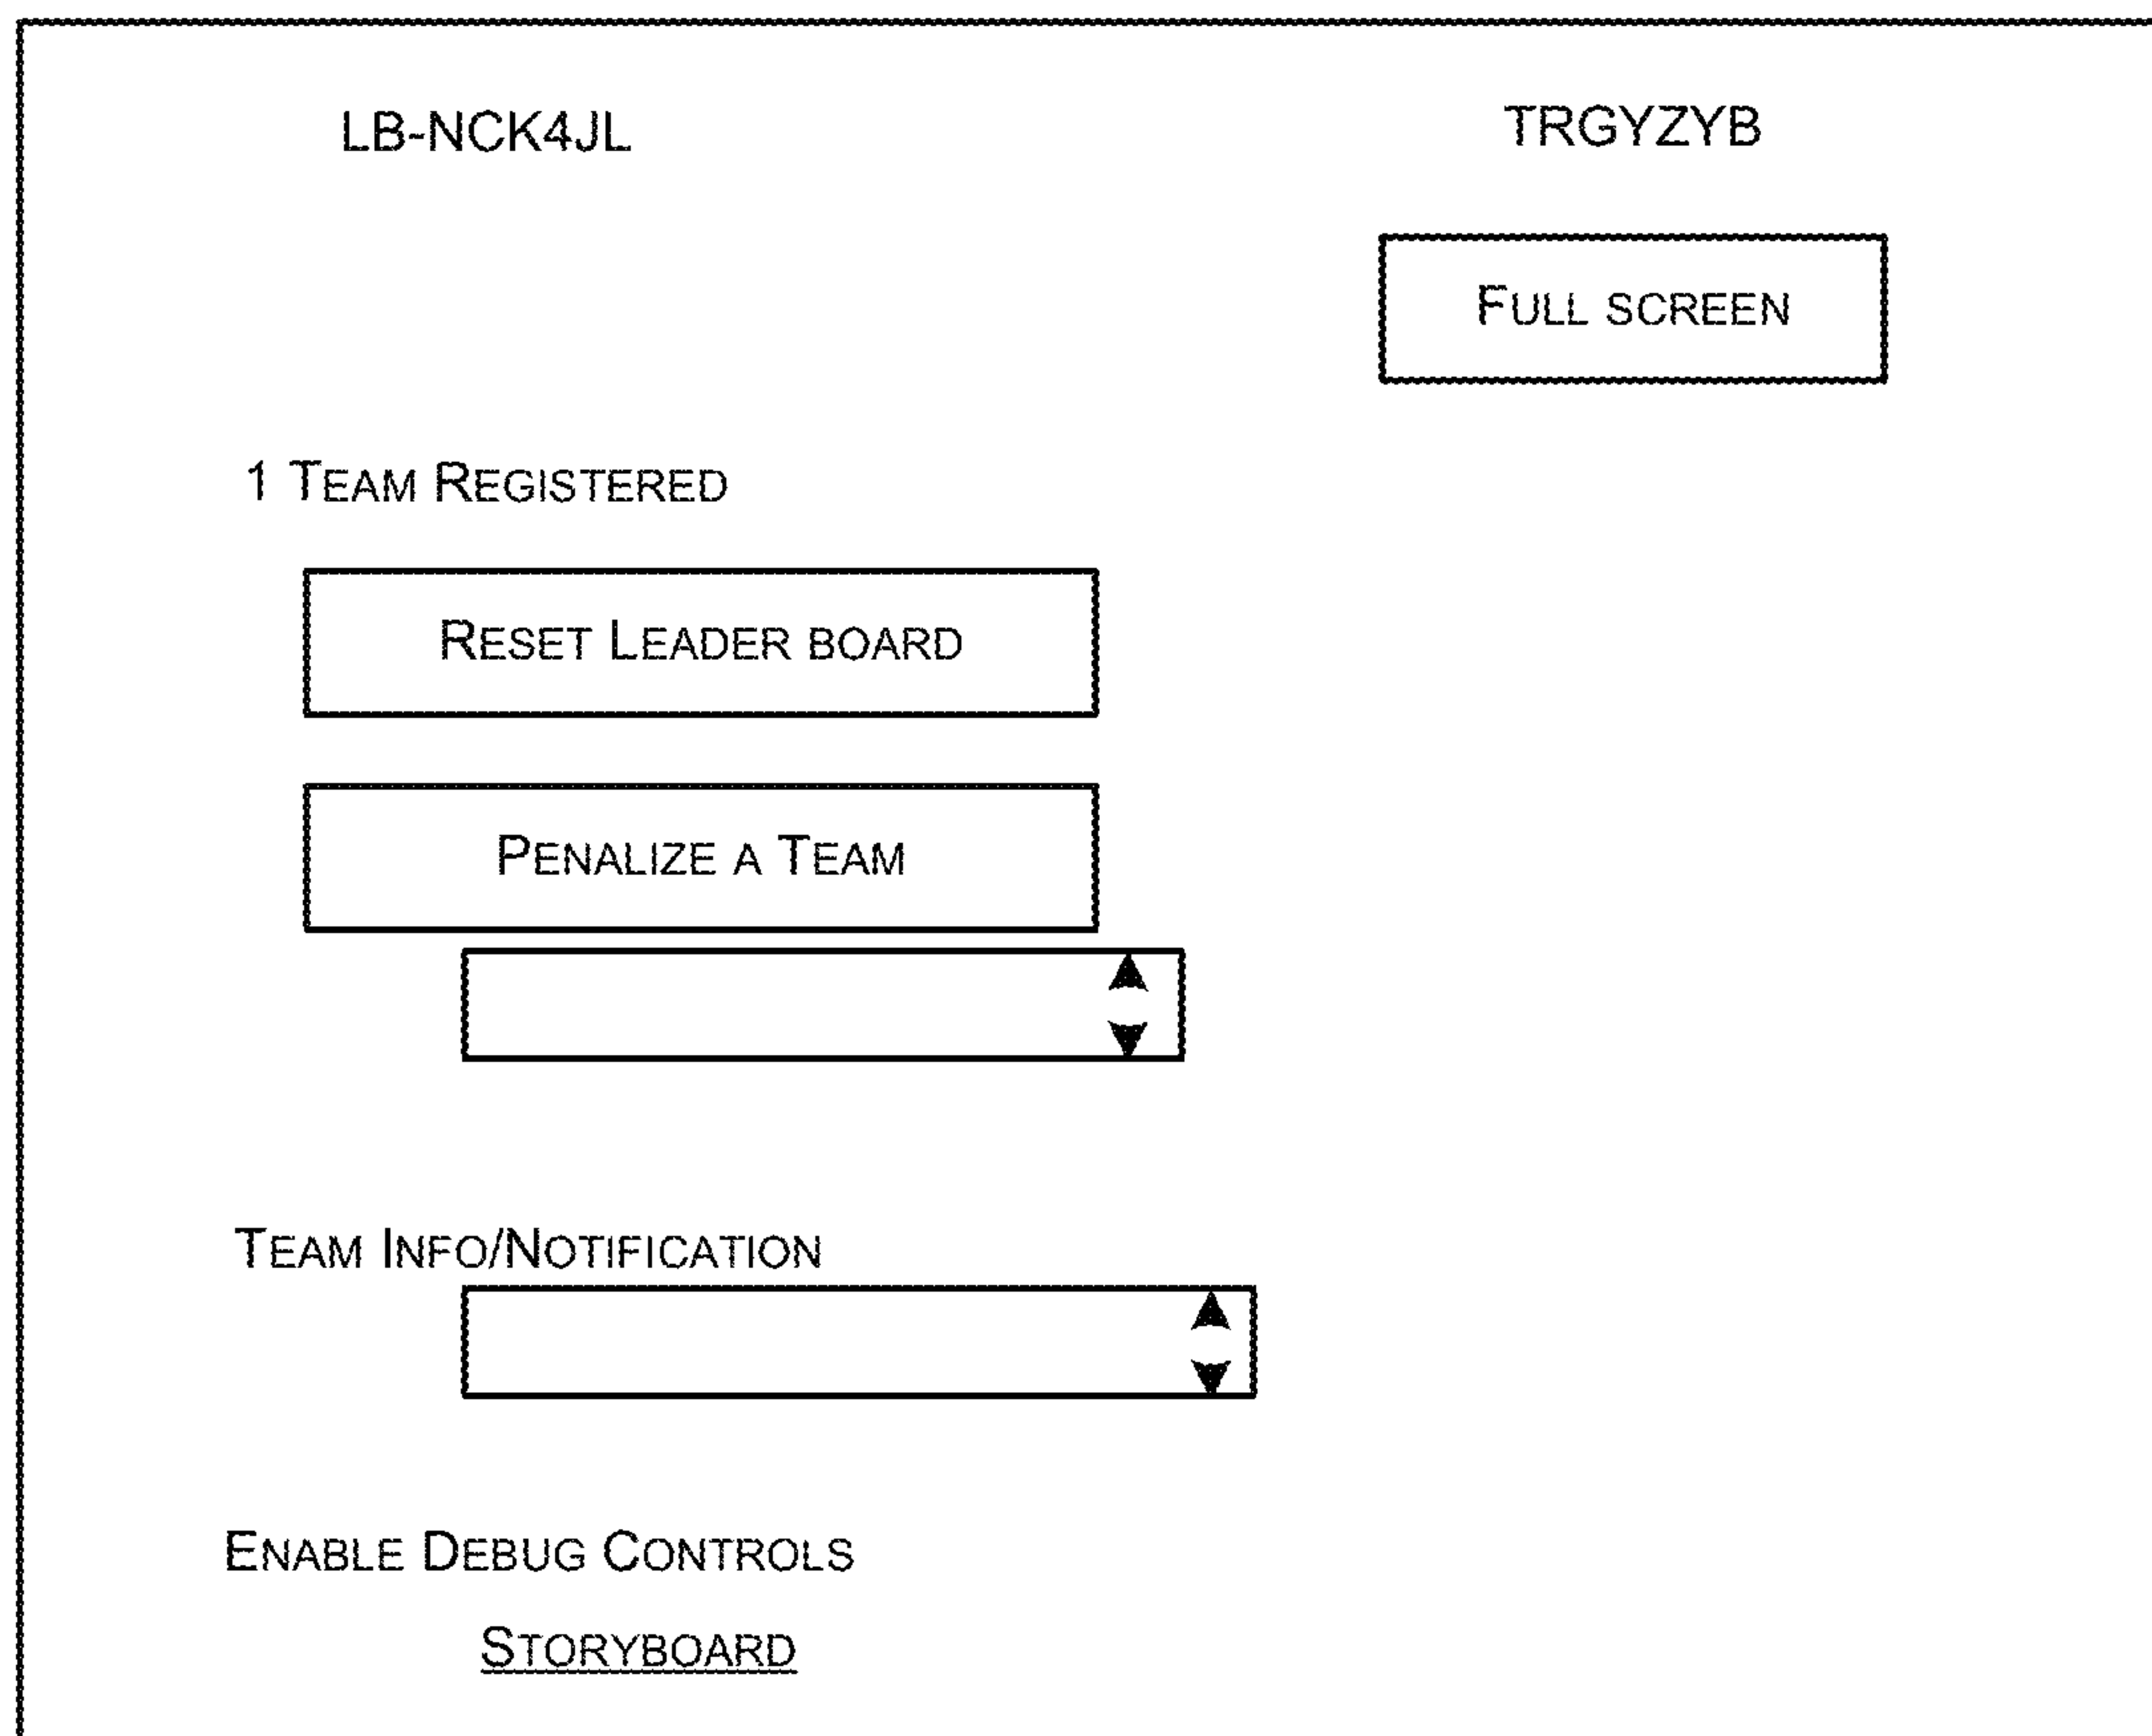 LB-NCK4JL
TRGYZYB
FULL SCREEN
1 TEAM REGISTERED
RESET LEADER BOARD
PENALIZE A TEAM
TEAM INFO/NOTIFICATION
ENABLE DEBUG CONTROLS
STORYBOARD